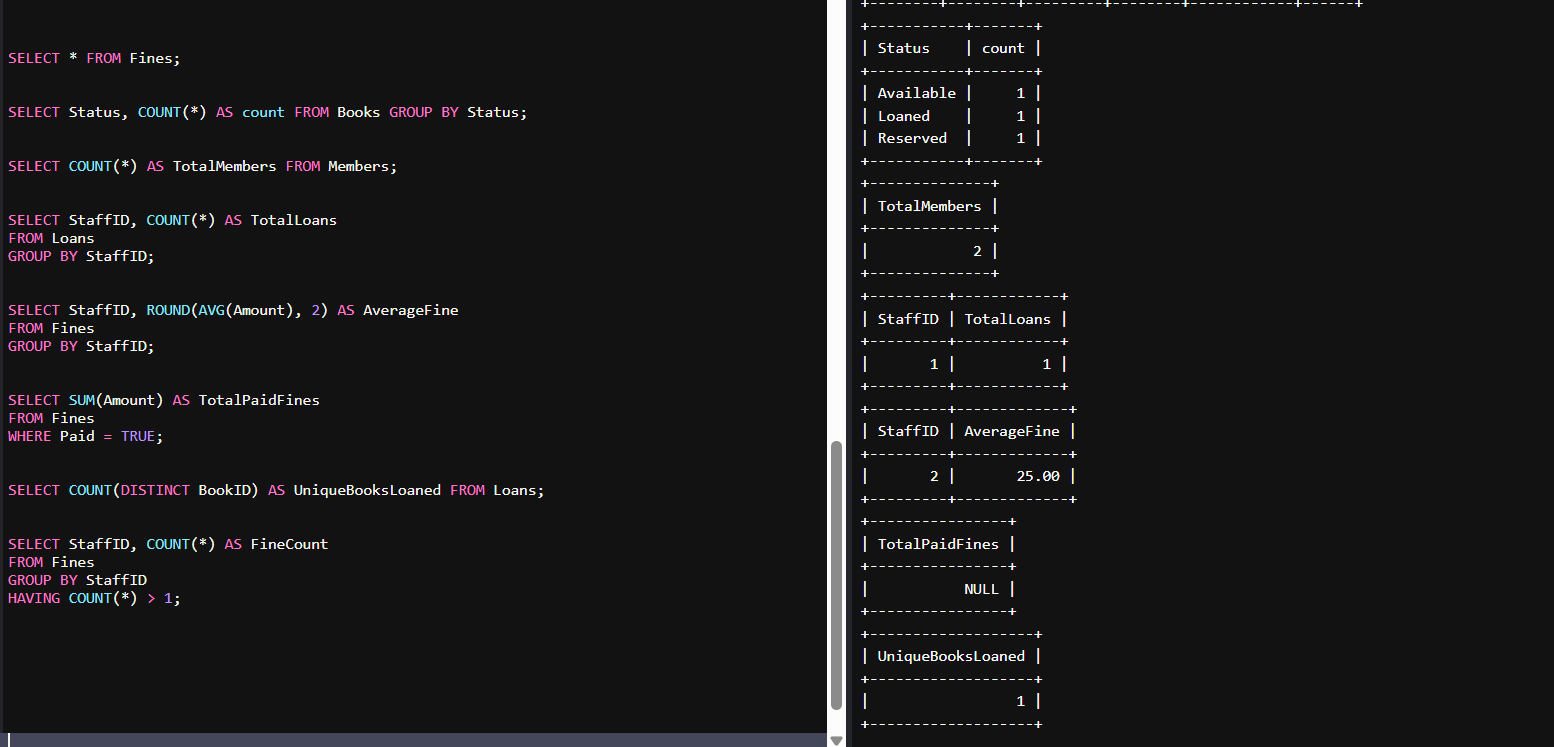 SELECT * FROM Fines;
SELECT Status, COUNT(*) AS count FROM Books GROUP BY Status;
SELECT COUNT(*) AS TotalMembers FROM Members;
SELECT StaffID, COUNT(*) AS TotalLoans
FROM Loans
GROUP BY StaffID;
SELECT StaffID, ROUND(AVG(Amount), 2) AS AverageFine
FROM Fines
GROUP BY StaffID;
SELECT SUM(Amount) AS TotalPaidFines
FROM Fines
WHERE Paid = TRUE;
SELECT COUNT(DISTINCT BookID) AS UniqueBooksLoaned FROM Loans;
SELECT StaffID, COUNT(*) AS FineCount
FROM Fines
GROUP BY StaffID
HAVING COUNT(*) > 1;
+--------+--------+---------+--------+------------+------+
+-----------+-------+
| Status    | count |
+-----------+-------+
| Available |     1 |
| Loaned    |     1 |
| Reserved  |     1 |
+-----------+-------+
+--------------+
| TotalMembers |
+--------------+
|            2 |
+--------------+
+---------+------------+
| StaffID | TotalLoans |
+---------+------------+
|       1 |          1 |
+---------+------------+
+---------+-------------+
| StaffID | AverageFine |
+---------+-------------+
|       2 |       25.00 |
+---------+-------------+
+----------------+
| TotalPaidFines |
+----------------+
|           NULL |
+----------------+
+-------------------+
| UniqueBooksLoaned |
+-------------------+
|                 1 |
+-------------------+